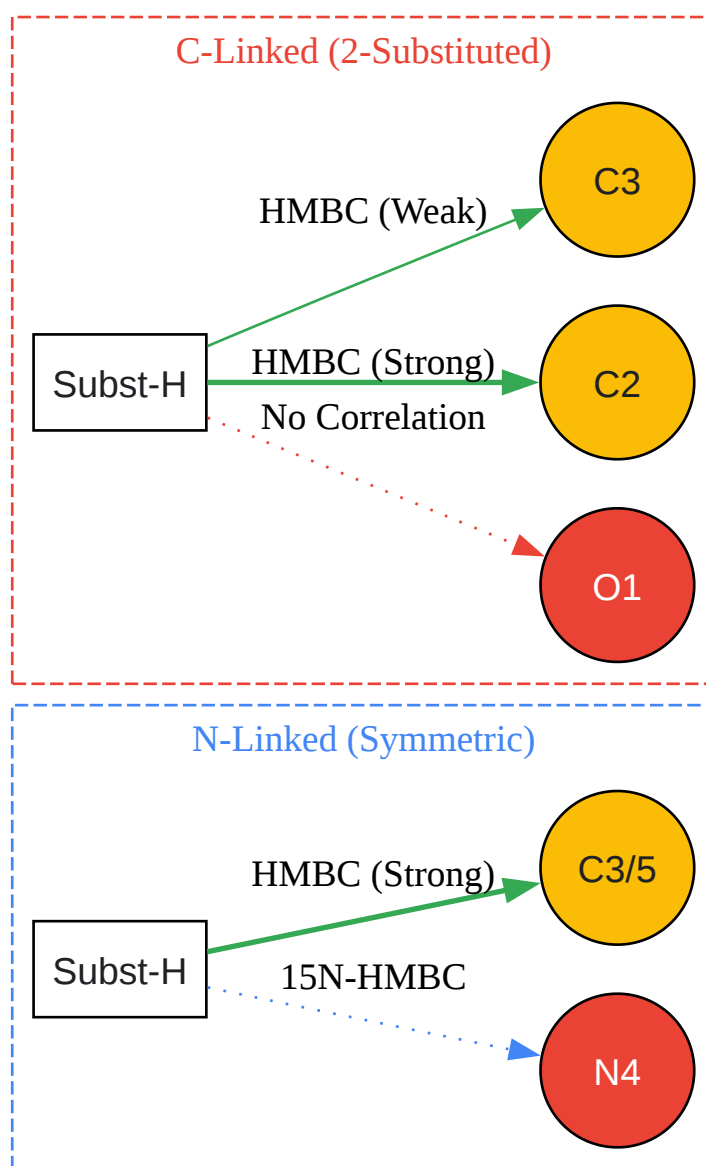 C-Linked (2-Substituted)
C3
HMBC (Weak)
HMBC (Strong)
Subst-H
C2
No Correlation
O1
N-Linked (Symmetric)
C3/5
HMBC (Strong)
Subst-H
15N-HMBC
N4